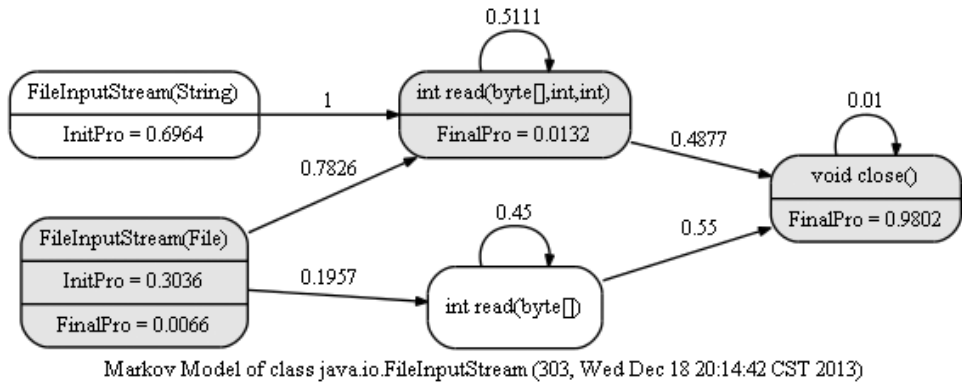 0.5111
FileInputStream(String)
InitPro = 0.6964
1
int read(byte[],int,int)
FinalPro = 0.0132
0.01
0.4877
void close()
FinalPro = 0.9802
0.7826
FileInputStream(File)
InitPro = 0.3036
FinalPro = 0.0066
0.1957
0.45
int read(byte[])
0.55
Markov Model of class java.io.FileInputStream (303, Wed Dec 18 20:14:42 CST 2013)